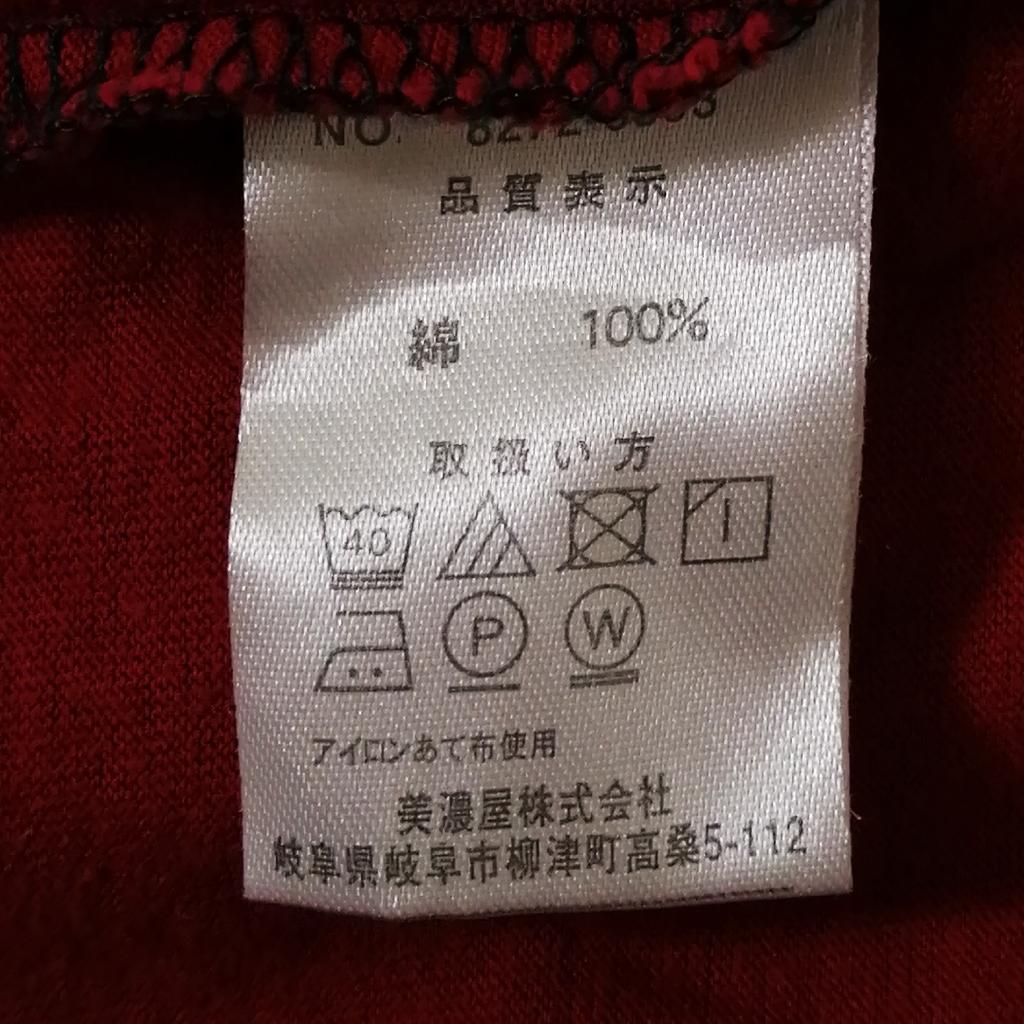 NO.
品質表示
綿 100%
取扱い方
40
P W
アイロンあて布使用
美濃屋株式会社
岐阜県岐阜市柳津町高桑5-112